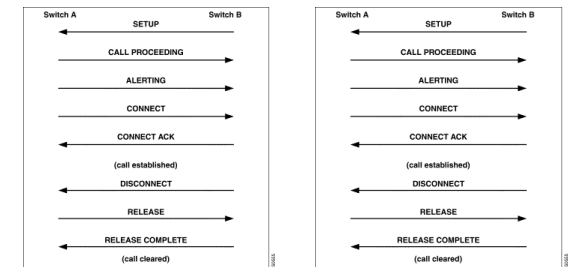 Switch A Switch B
SETUP
CALL PROCEEDING
ALERTING
CONNECT
CONNECT ACK
(call established)
DISCONNECT
RELEASE
RELEASE COMPLETE
(call cleared)
Switch A Switch B
SETUP
CALL PROCEEDING
ALERTING
CONNECT
CONNECT ACK
(call established)
DISCONNECT
RELEASE
RELEASE COMPLETE
(call cleared)